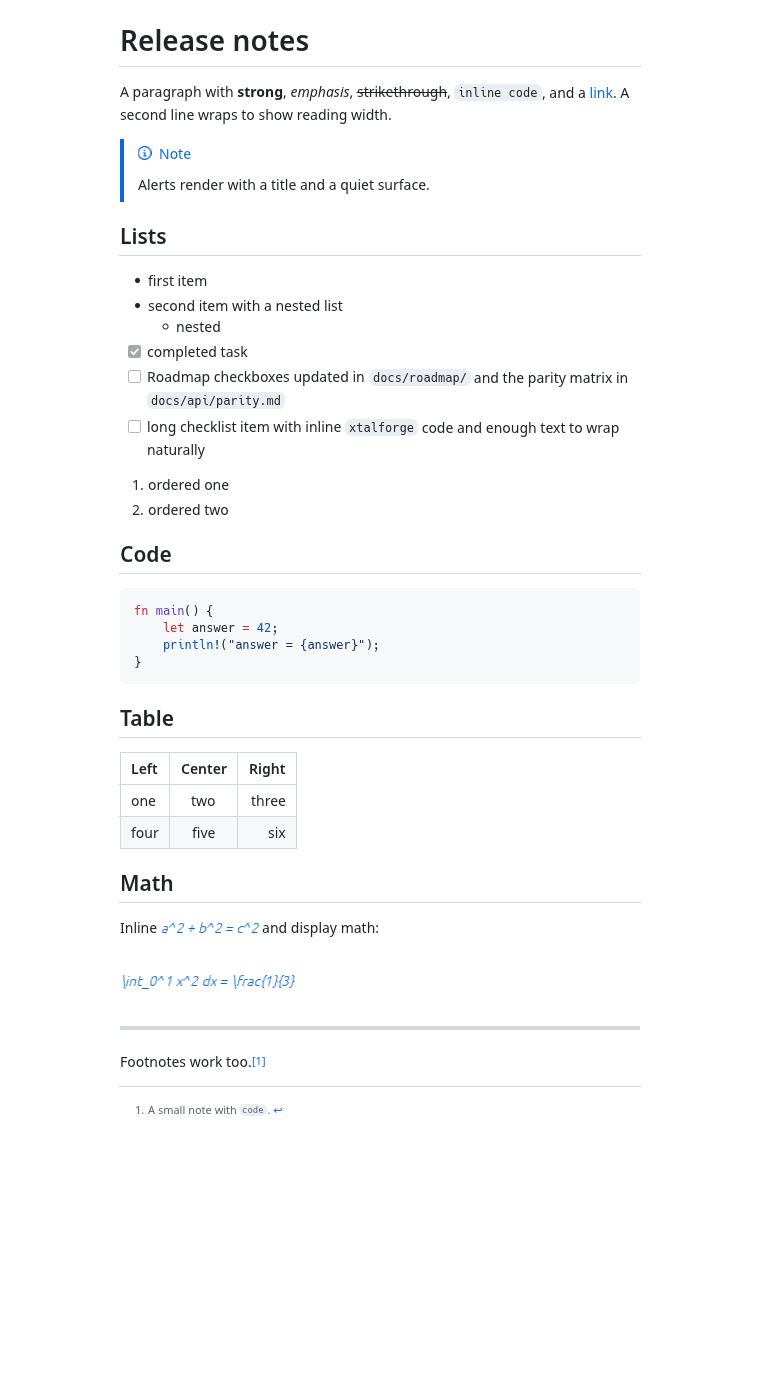 Release notes
A paragraph with strong, emphasis, strikethrough, inline code, and a link. A
second line wraps to show reading width.
Note
Alerts render with a title and a quiet surface.
Lists
• first item
• second item with a nested list
◦ nested
completed task
Roadmap checkboxes updated in docs/roadmap/ and the parity matrix in
docs/api/parity.md
long checklist item with inline xtalforge code and enough text to wrap
naturally
1. ordered one
2. ordered two
Code
fn main() {
    let answer = 42;
    println!("answer = {answer}");
}
Table
Left Center Right
one two three
four five six
Math
Inline a^2 + b^2 = c^2 and display math:
\int_0^1 x^2 dx = \frac{1}{3}
Footnotes work too.[1]
1. A small note with code. ↩